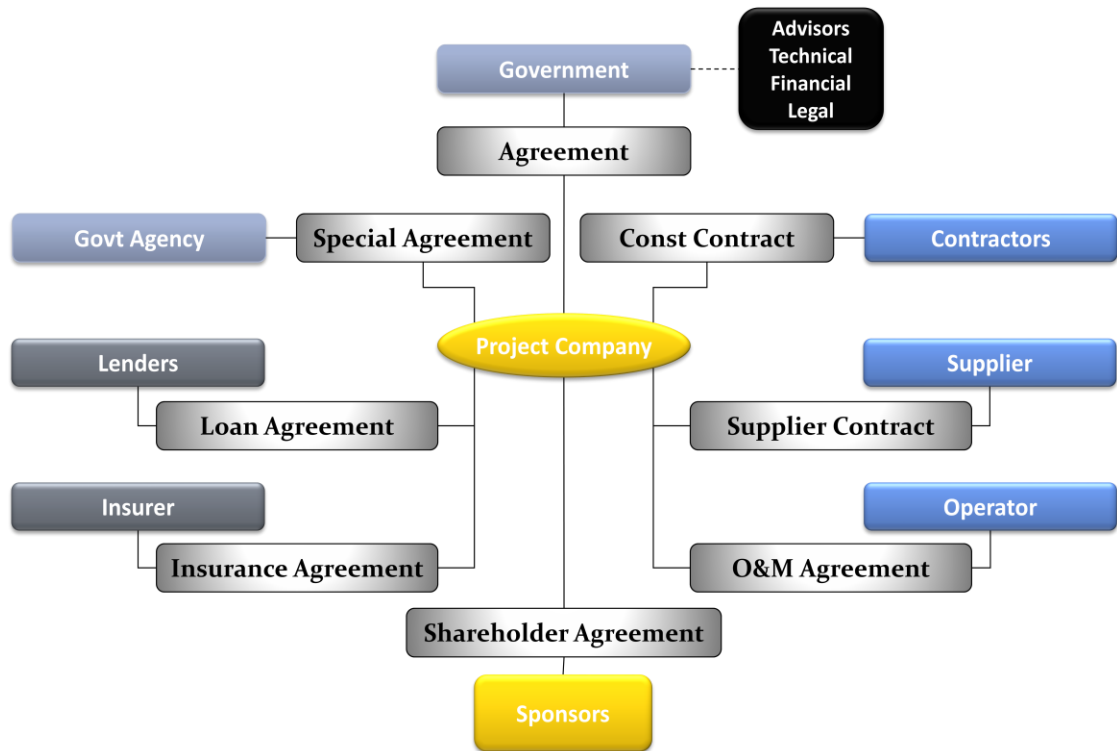 Advisors
Technical
Financial
Legal
Government
Agreement
Govt Agency
Special Agreement
Const Contract
Contractors
Project Company
Lenders
Supplier
Loan Agreement
Supplier Contract
Insurer
Operator
Insurance Agreement
O&M Agreement
Shareholder Agreement
Sponsors